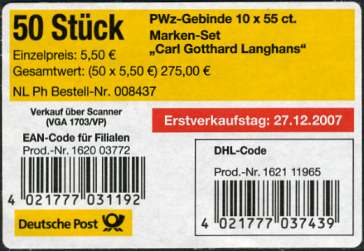 50 Stück
PWz-Gebinde 10 x 55 ct.
Marken-Set
„Carl Gotthard Langhans“
Einzelpreis: 5,50 €
Gesamtwert: (50 x 5,50 €) 275,00 €
NL Ph Bestell-Nr. 008437
Verkauf über Scanner
(VGA 1703/VP)
EAN-Code für Filialen
Prod.-Nr. 1620 03772
4 021777 031192
Deutsche Post
Erstverkaufstag: 27.12.2007
DHL-Code
Prod.-Nr. 1621 11965
4 021777 037439